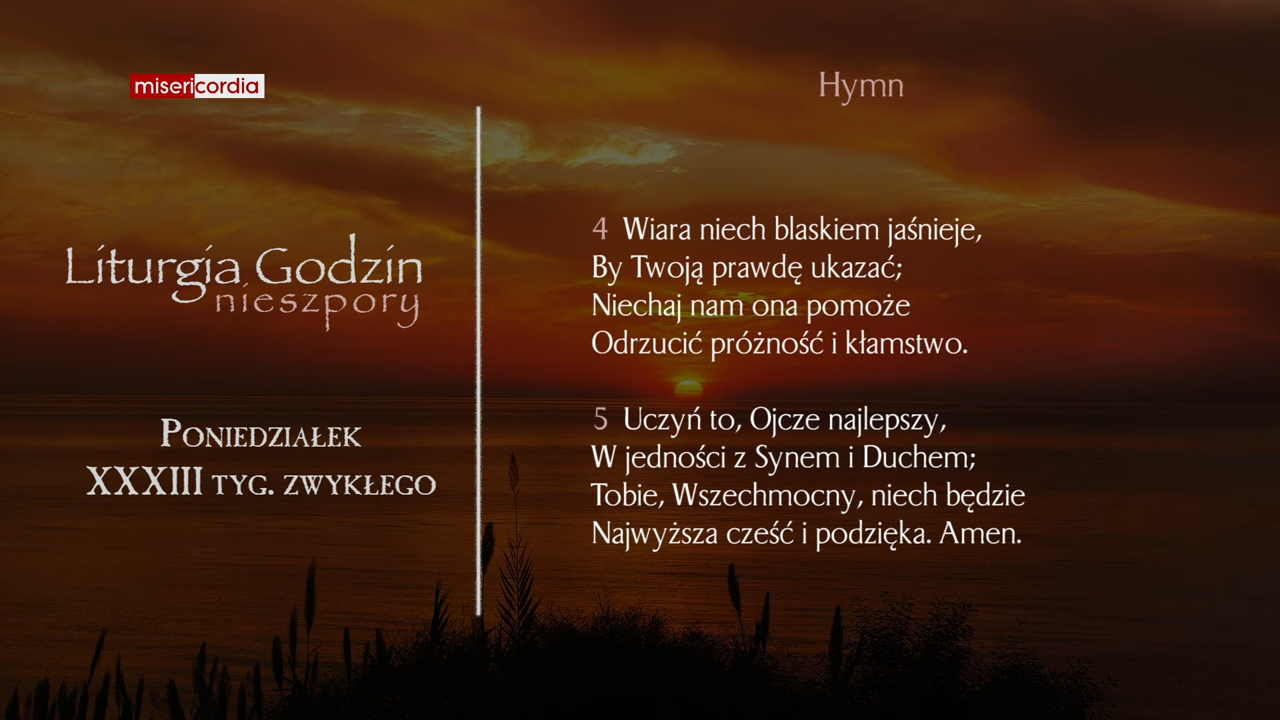 misericordia
Liturgia Godzin
nieszpory
Poniedziałek
XXXIII tyg. zwykłego
Hymn
4 Wiara niech blaskiem jaśnieje,
By Twoją prawdę ukazać;
Niechaj nam ona pomoże
Odrzucić próżność i kłamstwo.
5 Uczyń to, Ojcze najlepszy,
W jedności z Synem i Duchem;
Tobie, Wszechmocny, niech będzie
Najwyższa cześć i podzięka. Amen.